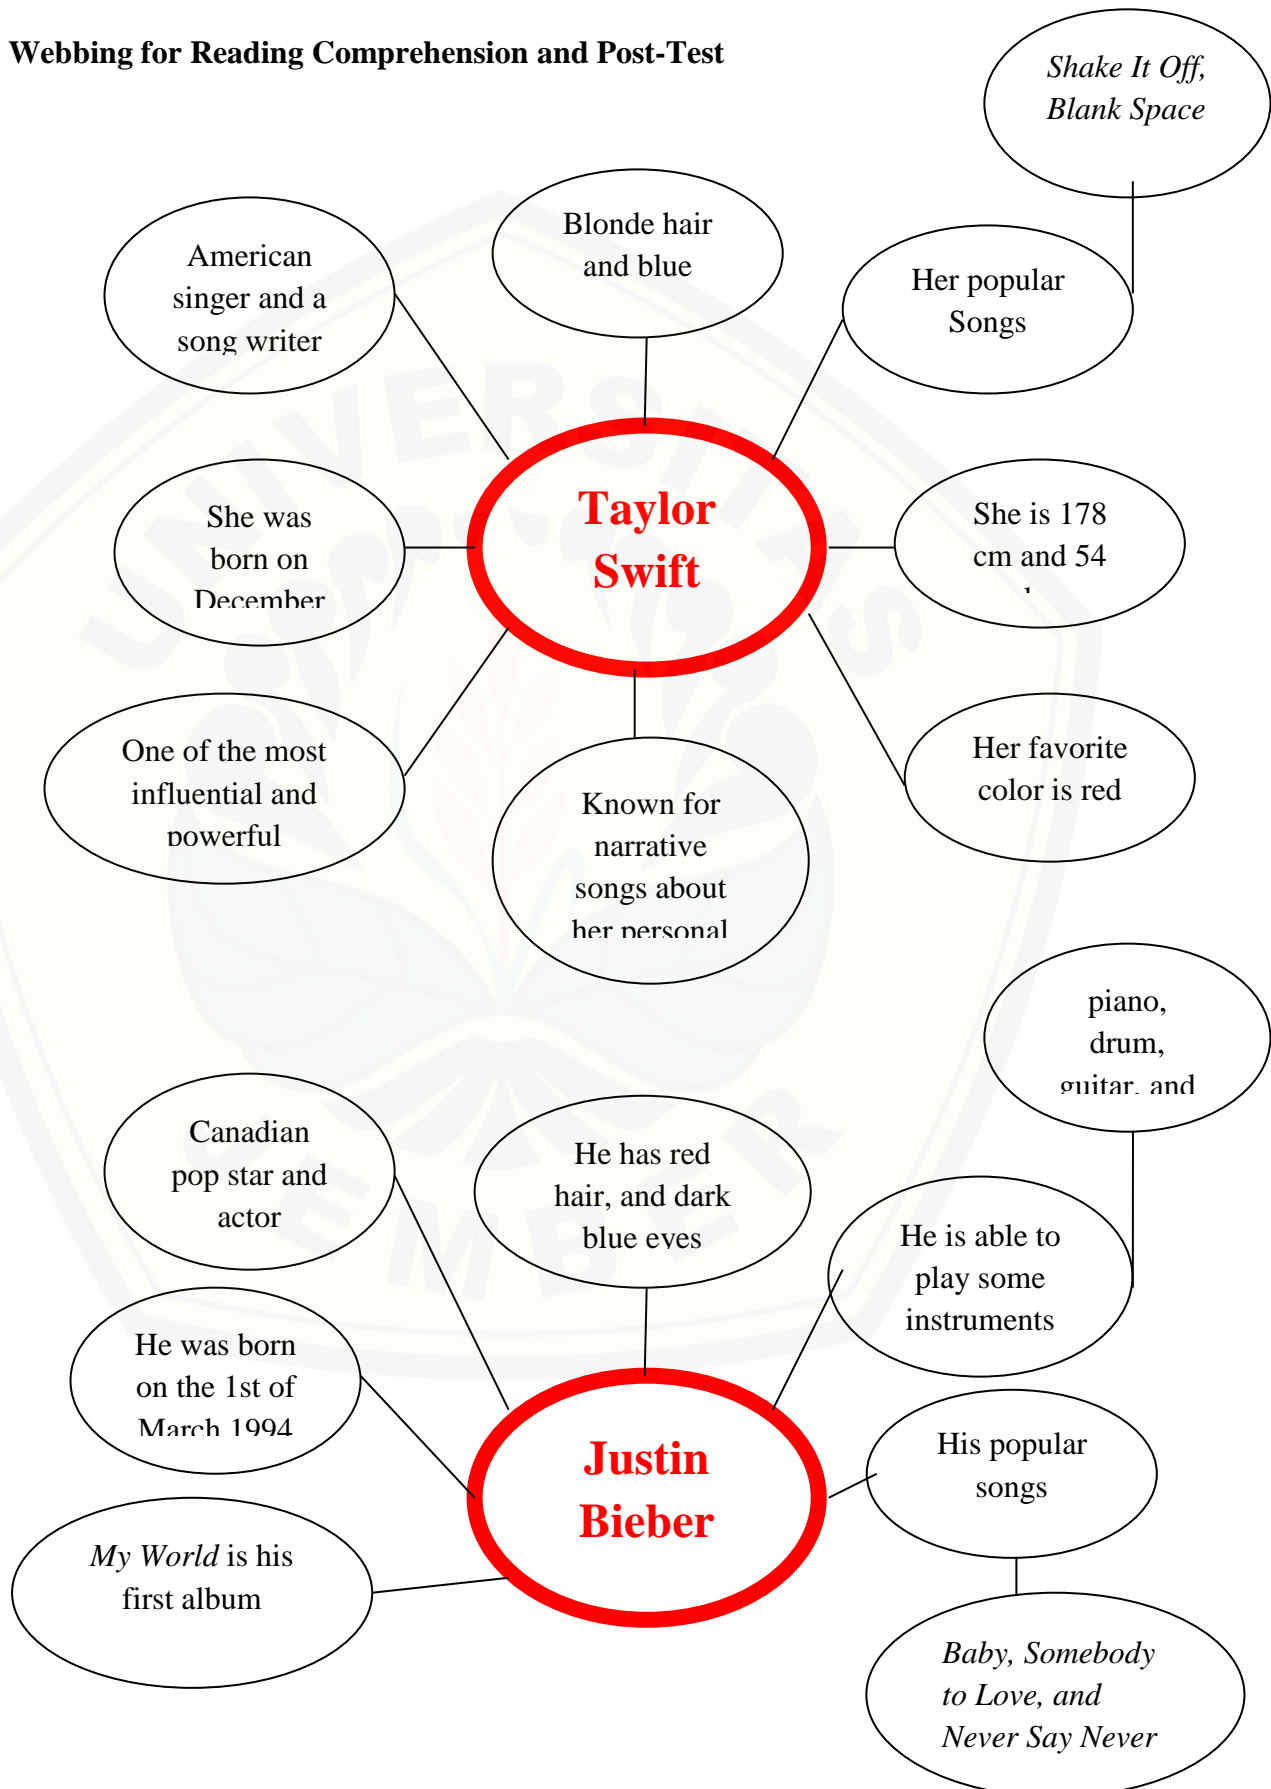 Webbing for Reading Comprehension and Post-Test
Shake It Off,
Blank Space
Blonde hair
and blue
American
singer and a
song writer
Her popular
Songs
Taylor
Swift
She was
born on
December
She is 178
cm and 54
One of the most
influential and
powerful
Known for
narrative
songs about
her personal
Her favorite
color is red
piano,
drum,
guitar, and
Canadian
pop star and
actor
He has red
hair, and dark
blue eyes
He is able to
play some
instruments
He was born
on the 1st of
March 1994
Justin
Bieber
His popular
songs
My World is his
first album
Baby, Somebody
to Love, and
Never Say Never
UNIVERSITAS
JEMBER